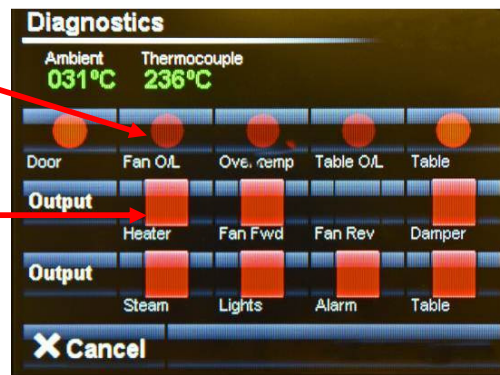 Diagnostics
Ambient Thermocouple
031°C 236°C
Door Fan O/L Overtemp Table O/L Table
Output
Heater Fan Fwd Fan Rev Damper
Output
Steam Lights Alarm Table
X Cancel